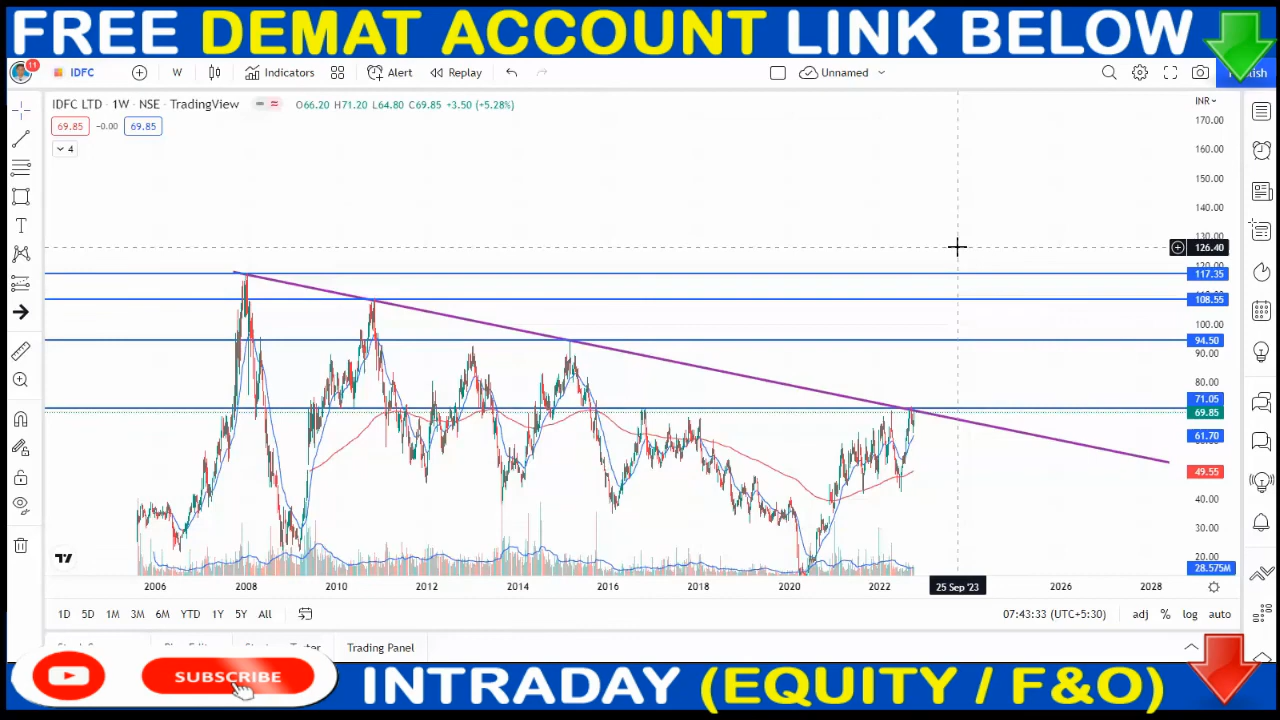 FREE DEMAT ACCOUNT LINK BELOW
11 IDFC W Indicators Alert Replay Unnamed
IDFC LTD · 1W · NSE · TradingView O66.20 H71.20 L64.80 C69.85 +3.50 (+5.28%) INR
69.85 −0.00 69.85
4
170.00
160.00
150.00
140.00
130.00
126.40
117.35
108.55
100.00
94.50
90.00
80.00
71.05
69.85
61.70
49.55
40.00
30.00
20.00
28.575M
2006 2008 2010 2012 2014 2016 2018 2020 2022 25 Sep '23 2026 2028
1D 5D 1M 3M 6M YTD 1Y 5Y All 07:43:33 (UTC+5:30) adj % log auto
Trading Panel
SUBSCRIBE
INTRADAY (EQUITY / F&O)